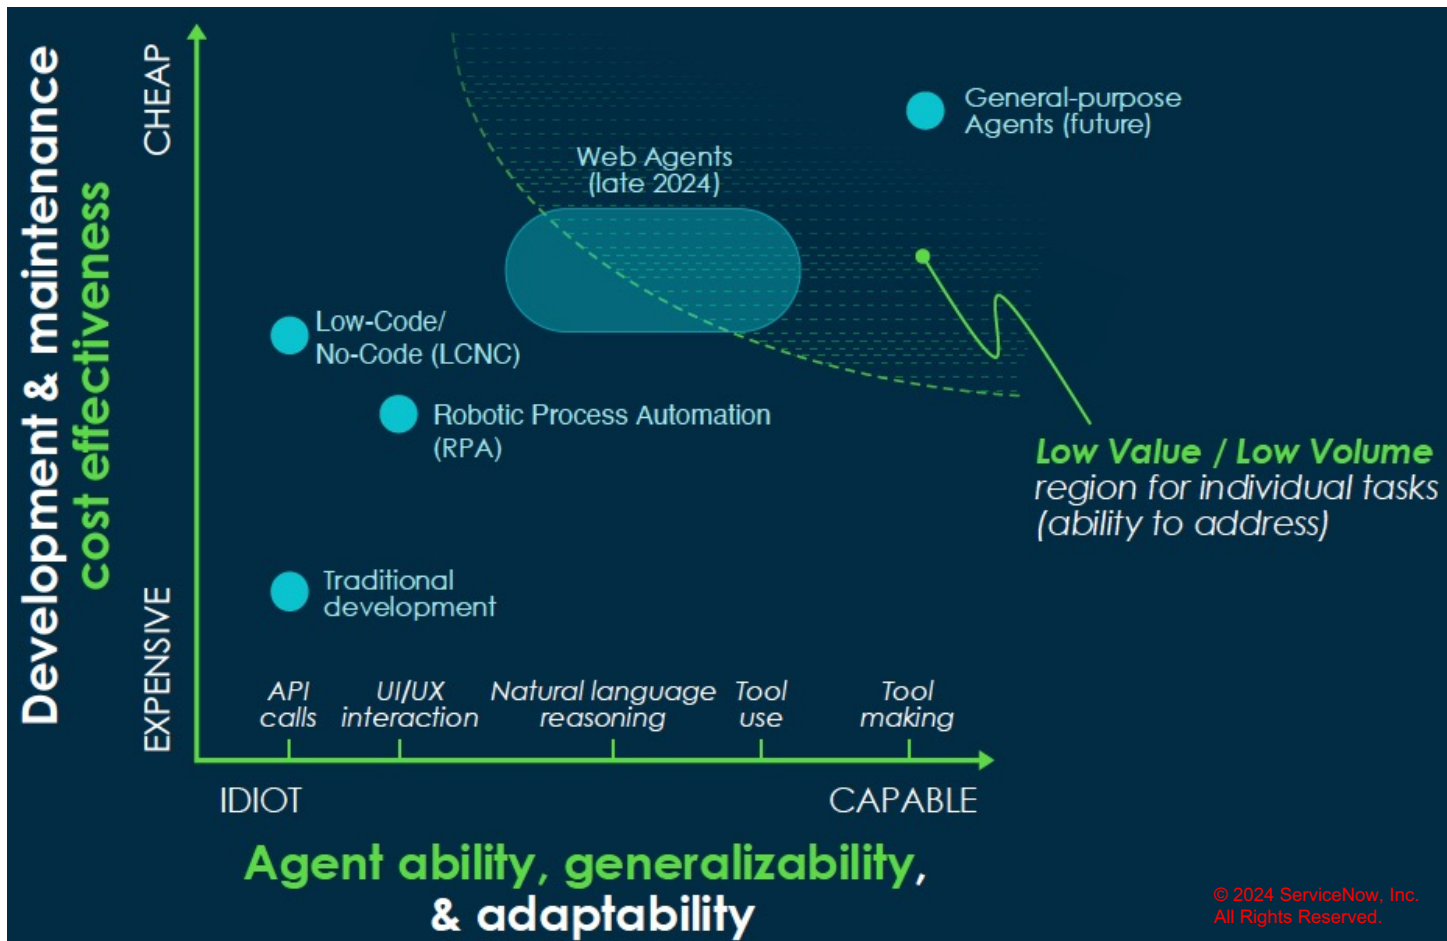 Development & maintenance
cost effectiveness
CHEAP
EXPENSIVE
General-purpose
Agents (future)
Web Agents
(late 2024)
Low-Code/
No-Code (LCNC)
Robotic Process Automation
(RPA)
Low Value / Low Volume
region for individual tasks
(ability to address)
Traditional
development
API
calls
UI/UX
interaction
Natural language
reasoning
Tool
use
Tool
making
IDIOT
CAPABLE
Agent ability, generalizability,
& adaptability
© 2024 ServiceNow, Inc.
All Rights Reserved.